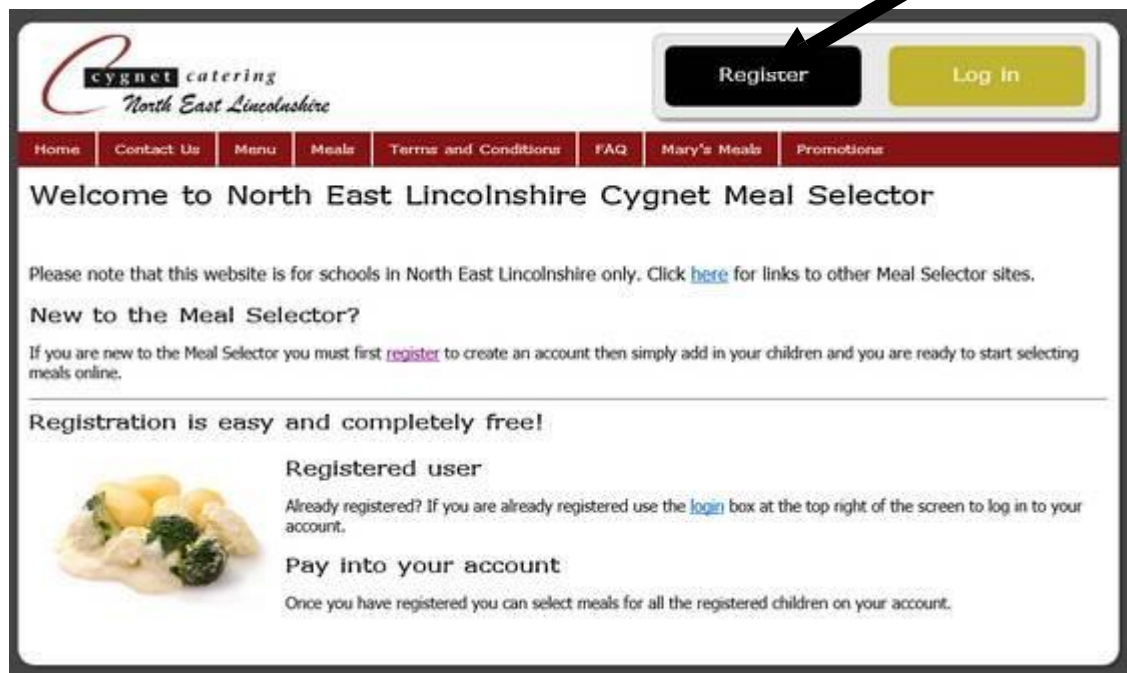 cygnet catering
North East Lincolnshire
Register
Log in
Home Contact Us Menu Meals Terms and Conditions FAQ Mary's Meals Promotions
Welcome to North East Lincolnshire Cygnet Meal Selector
Please note that this website is for schools in North East Lincolnshire only. Click here for links to other Meal Selector sites.
New to the Meal Selector?
If you are new to the Meal Selector you must first register to create an account then simply add in your children and you are ready to start selecting
meals online.
Registration is easy and completely free!
Registered user
Already registered? If you are already registered use the login box at the top right of the screen to log in to your
account.
Pay into your account
Once you have registered you can select meals for all the registered children on your account.